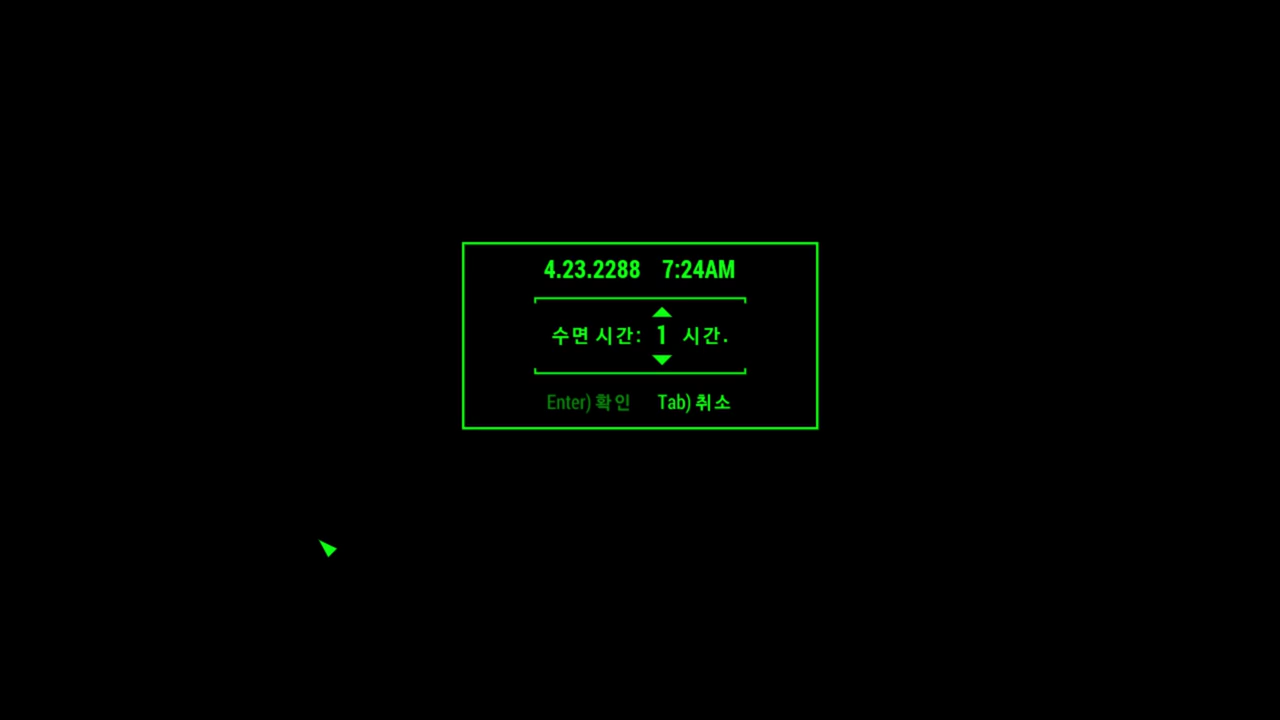 4.23.2288 7:24AM
수면 시간: 1 시간.
Enter) 확인 Tab) 취소